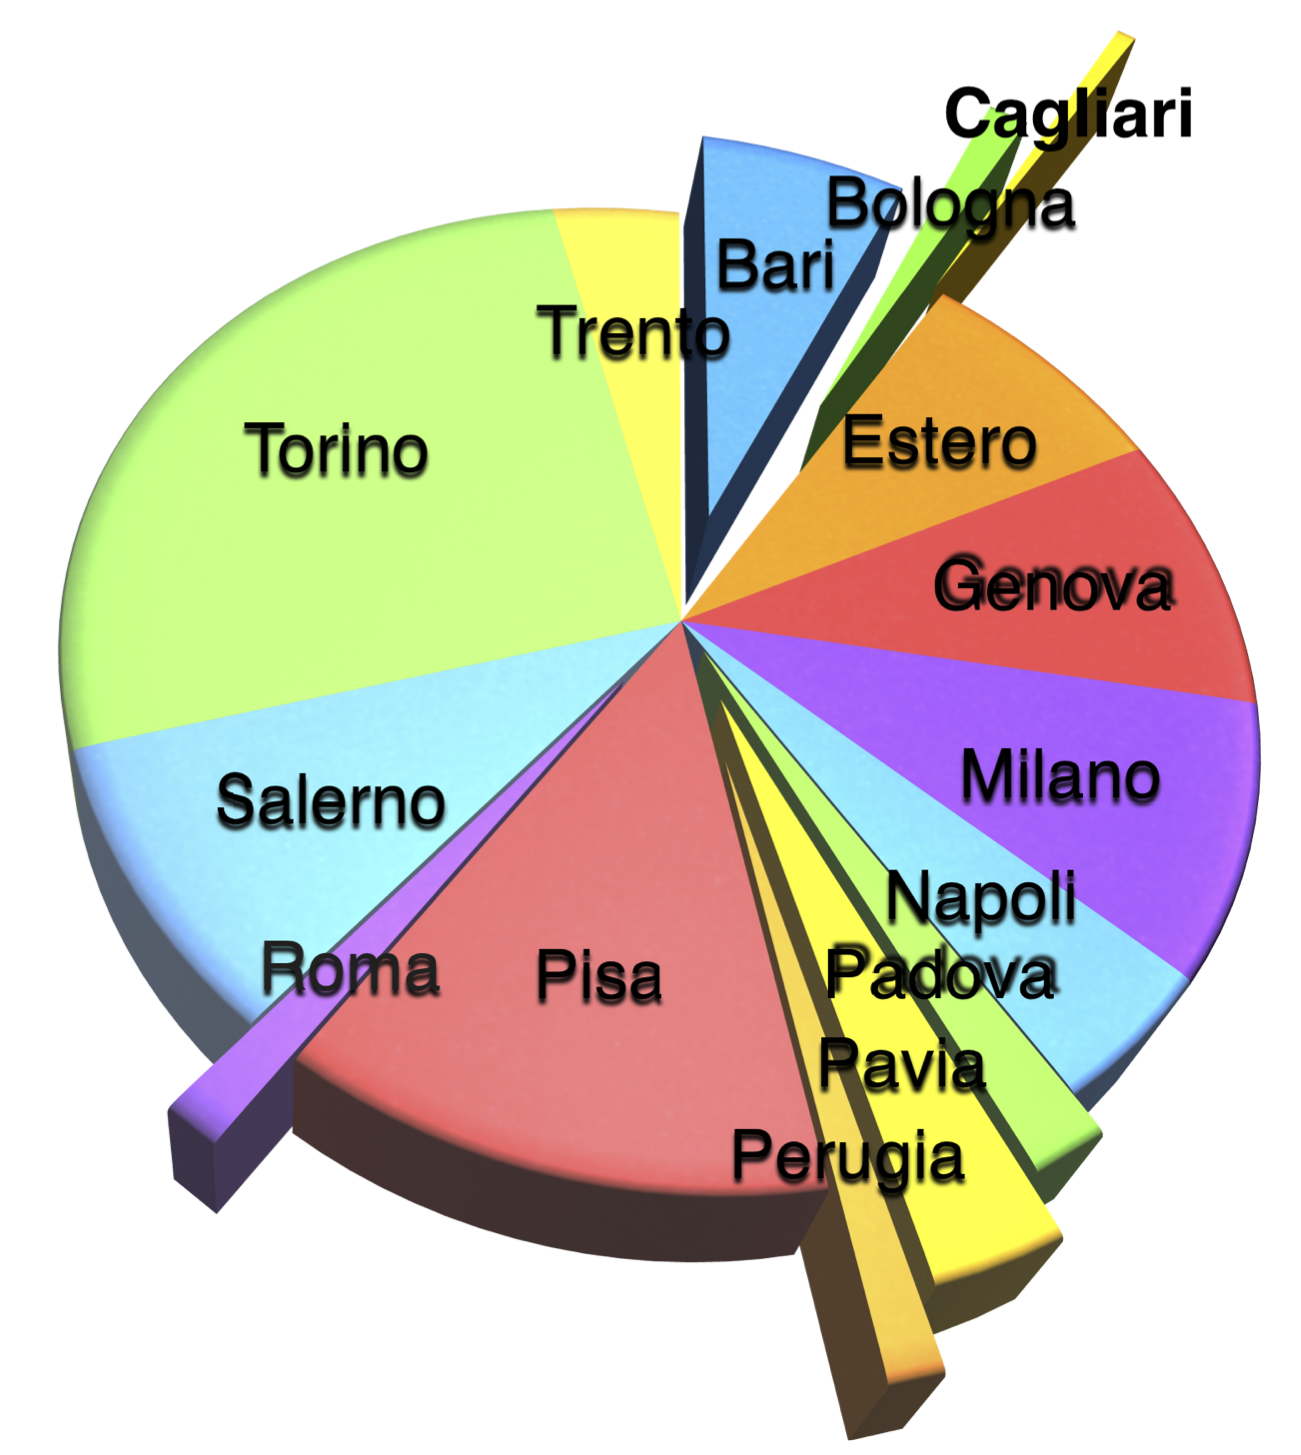 Cagliari
Bologna
Bari
Trento
Estero
Torino
Genova
Milano
Salerno
Napoli
Roma
Pisa
Padova
Pavia
Perugia